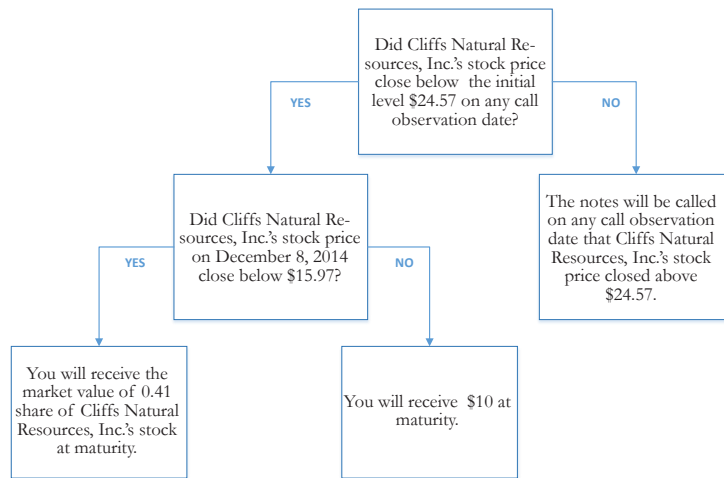 Did Cliffs Natural Re-
sources, Inc.'s stock price
close below the initial
level $24.57 on any call
observation date?
YES
NO
Did Cliffs Natural Re-
sources, Inc.'s stock price
on December 8, 2014
close below $15.97?
The notes will be called
on any call observation
date that Cliffs Natural
Resources, Inc.'s stock
price closed above
$24.57.
YES
NO
You will receive the
market value of 0.41
share of Cliffs Natural
Resources, Inc.'s stock
at maturity.
You will receive $10 at
maturity.